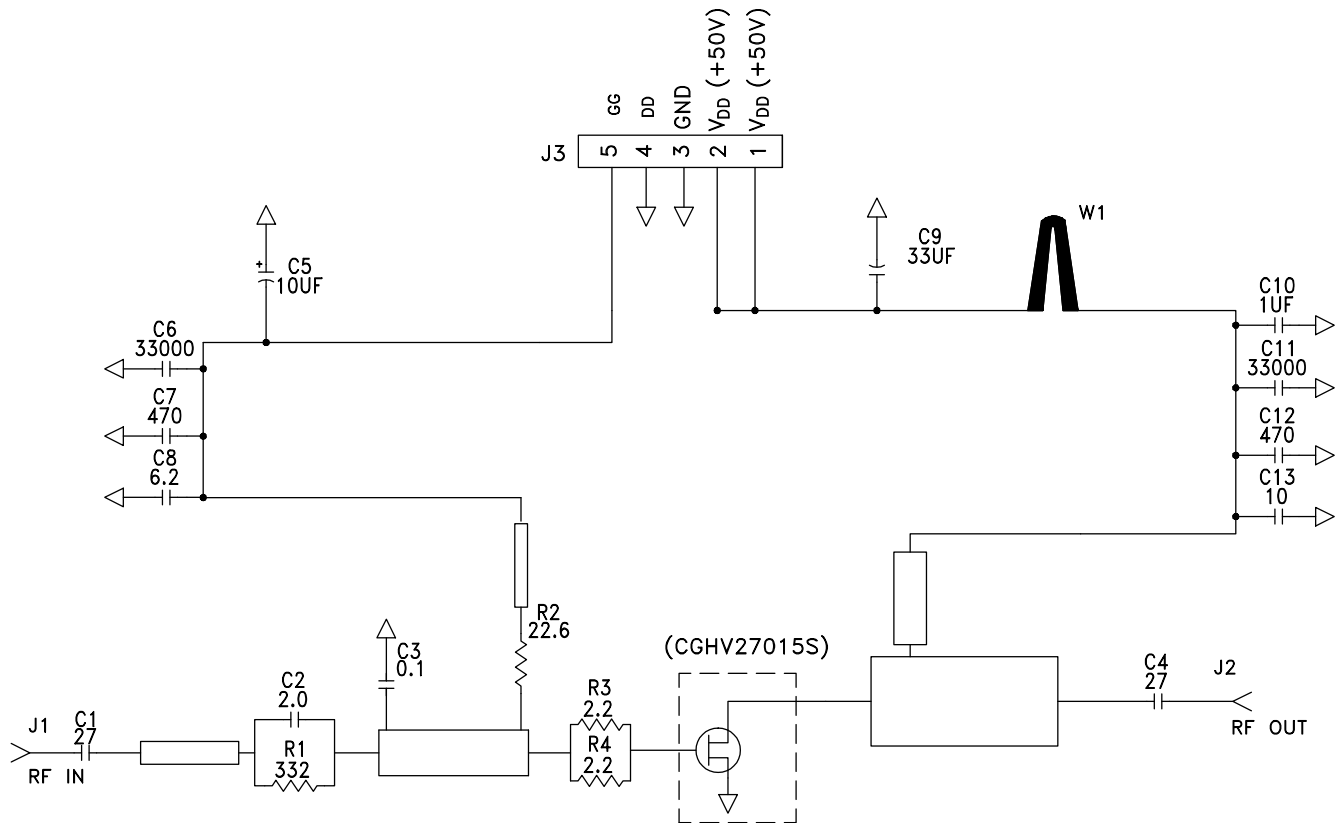 GG
DD
GND
VDD (+50V)
VDD (+50V)
J3
5
4
3
2
1
W1
C9
33UF
+
C5
10UF
C10
1UF
C6
33000
C11
33000
C7
470
C12
470
C8
6.2
C13
10
R2
22.6
C3
0.1
(CGHV27015S)
C4
27
J2
RF OUT
C2
2.0
R3
2.2
J1
C1
27
RF IN
R1
332
R4
2.2